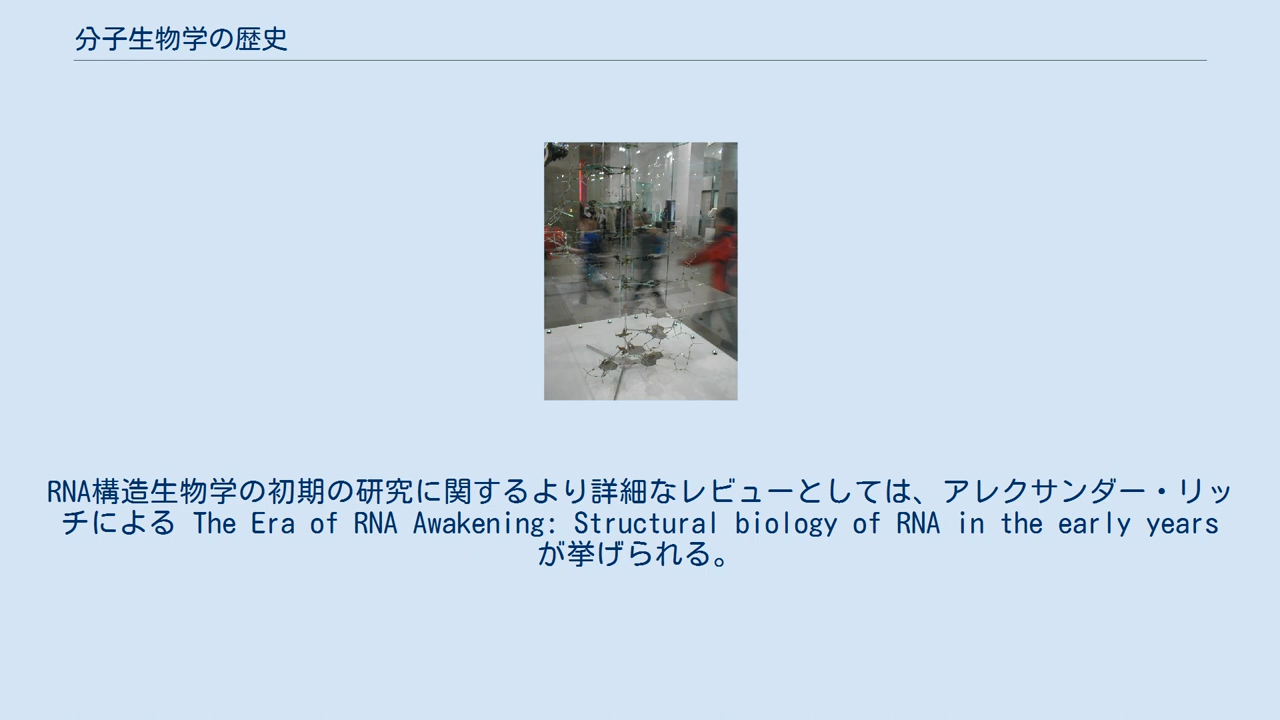 分子生物学の歴史
RNA構造生物学の初期の研究に関するより詳細なレビューとしては、アレクサンダー・リッ
チによる The Era of RNA Awakening: Structural biology of RNA in the early years
が挙げられる。